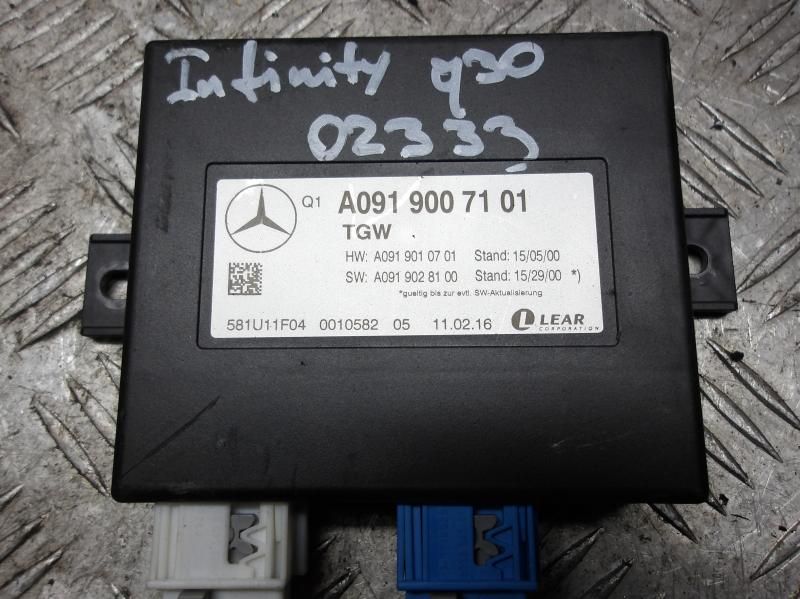 Infinity q30
02333
Q1 A091 900 71 01
TGW
HW: A091 901 07 01 Stand: 15/05/00
SW: A091 902 81 00 Stand: 15/29/00 *)
*gueltig bis zur evtl. SW-Aktualisierung
581U11F04 0010582 05 11.02.16 L LEAR
CORPORATION